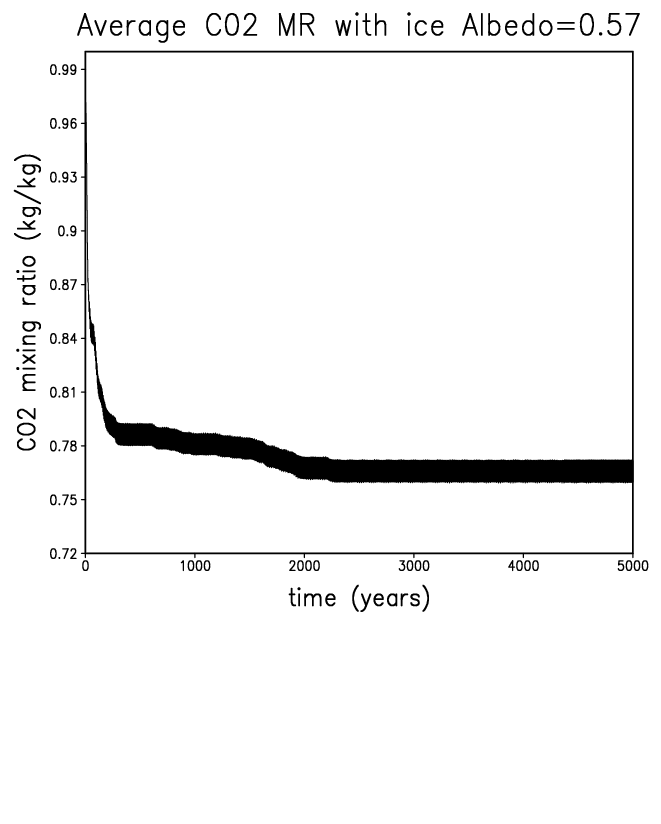 Average CO2 MR with ice Albedo=0.57
CO2 mixing ratio (kg/kg)
0.99
0.96
0.93
0.9
0.87
0.84
0.81
0.78
0.75
0.72
0 1000 2000 3000 4000 5000
time (years)